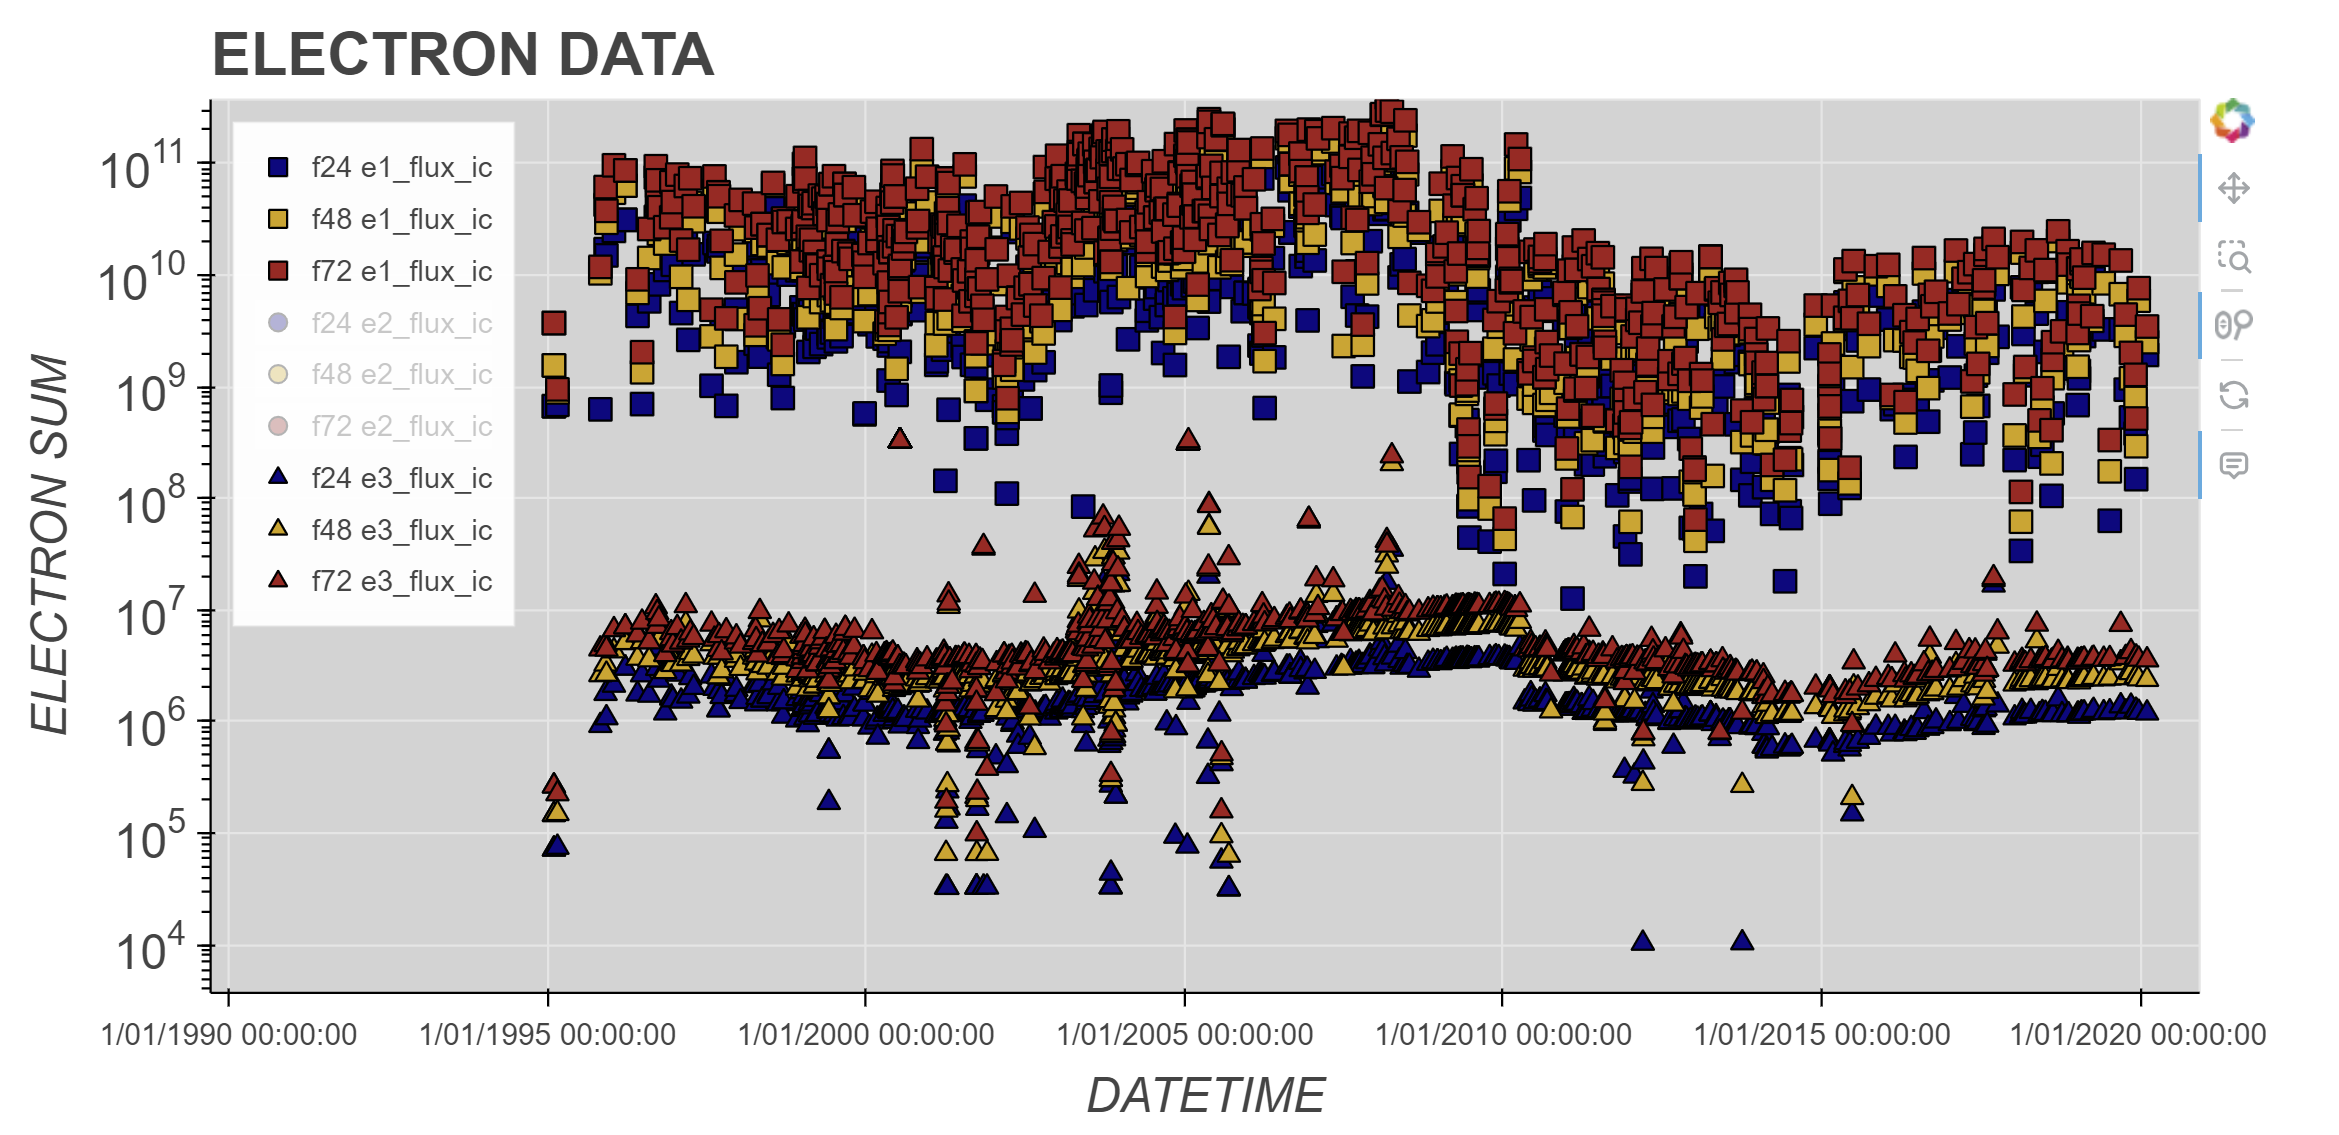 ELECTRON DATA
f24 e1_flux_ic
f48 e1_flux_ic
f72 e1_flux_ic
f24 e2_flux_ic
f48 e2_flux_ic
f72 e2_flux_ic
f24 e3_flux_ic
f48 e3_flux_ic
f72 e3_flux_ic
ELECTRON SUM
10^11
10^10
10^9
10^8
10^7
10^6
10^5
10^4
1/01/1990 00:00:00 1/01/1995 00:00:00 1/01/2000 00:00:00 1/01/2005 00:00:00 1/01/2010 00:00:00 1/01/2015 00:00:00 1/01/2020 00:00:00
DATETIME